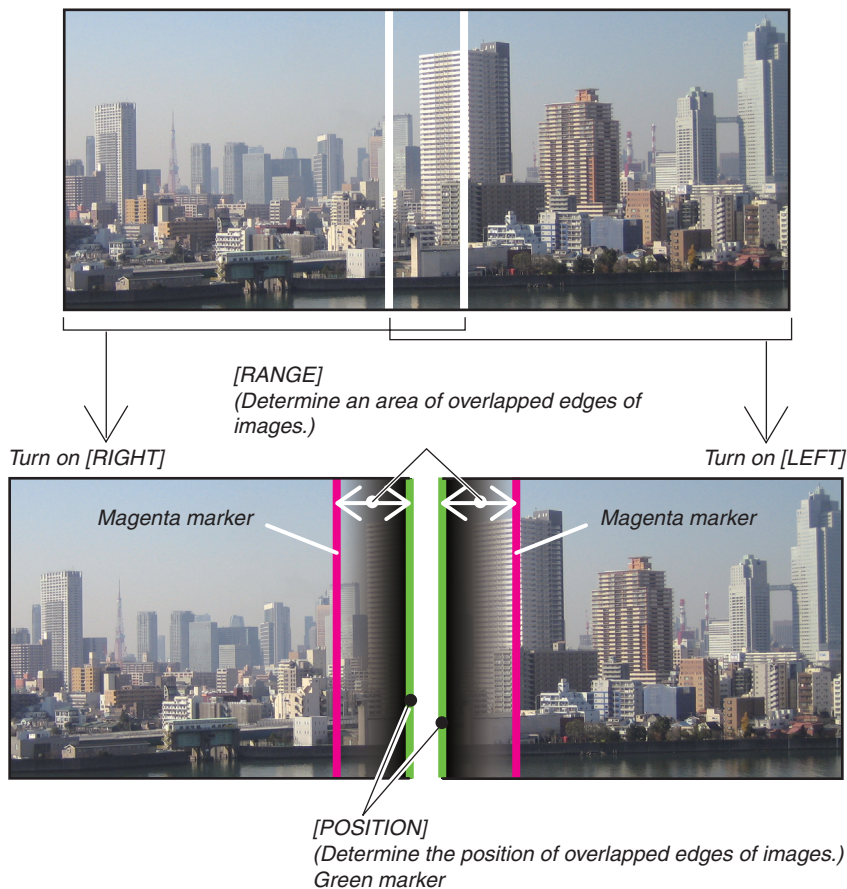 [RANGE]
(Determine an area of overlapped edges of
images.)
Turn on [RIGHT]
Turn on [LEFT]
Magenta marker
Magenta marker
[POSITION]
(Determine the position of overlapped edges of images.)
Green marker